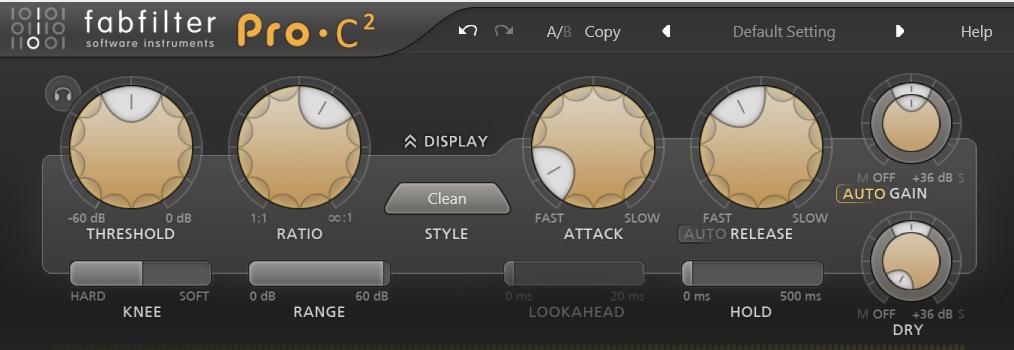 fabfilter
software instruments
Pro·C²
A/B
Copy
Default Setting
Help
DISPLAY
-60 dB
0 dB
THRESHOLD
1:1
∞:1
RATIO
Clean
STYLE
FAST
SLOW
ATTACK
FAST
SLOW
AUTO RELEASE
M OFF +36 dB S
AUTO GAIN
HARD
SOFT
KNEE
0 dB
60 dB
RANGE
0 ms
20 ms
LOOKAHEAD
0 ms
500 ms
HOLD
M OFF +36 dB S
DRY